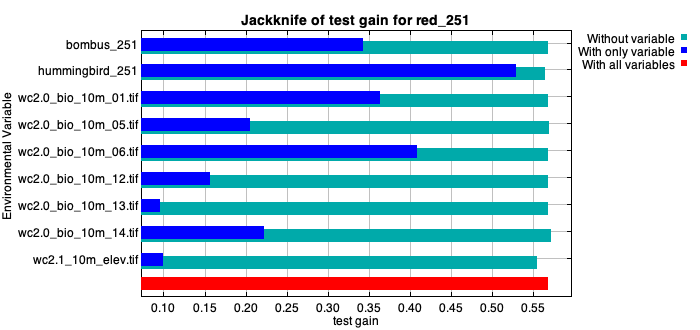 Jackknife of test gain for red_251
Without variable
With only variable
With all variables
Environmental Variable
bombus_251
hummingbird_251
wc2.0_bio_10m_01.tif
wc2.0_bio_10m_05.tif
wc2.0_bio_10m_06.tif
wc2.0_bio_10m_12.tif
wc2.0_bio_10m_13.tif
wc2.0_bio_10m_14.tif
wc2.1_10m_elev.tif
0.10 0.15 0.20 0.25 0.30 0.35 0.40 0.45 0.50 0.55
test gain